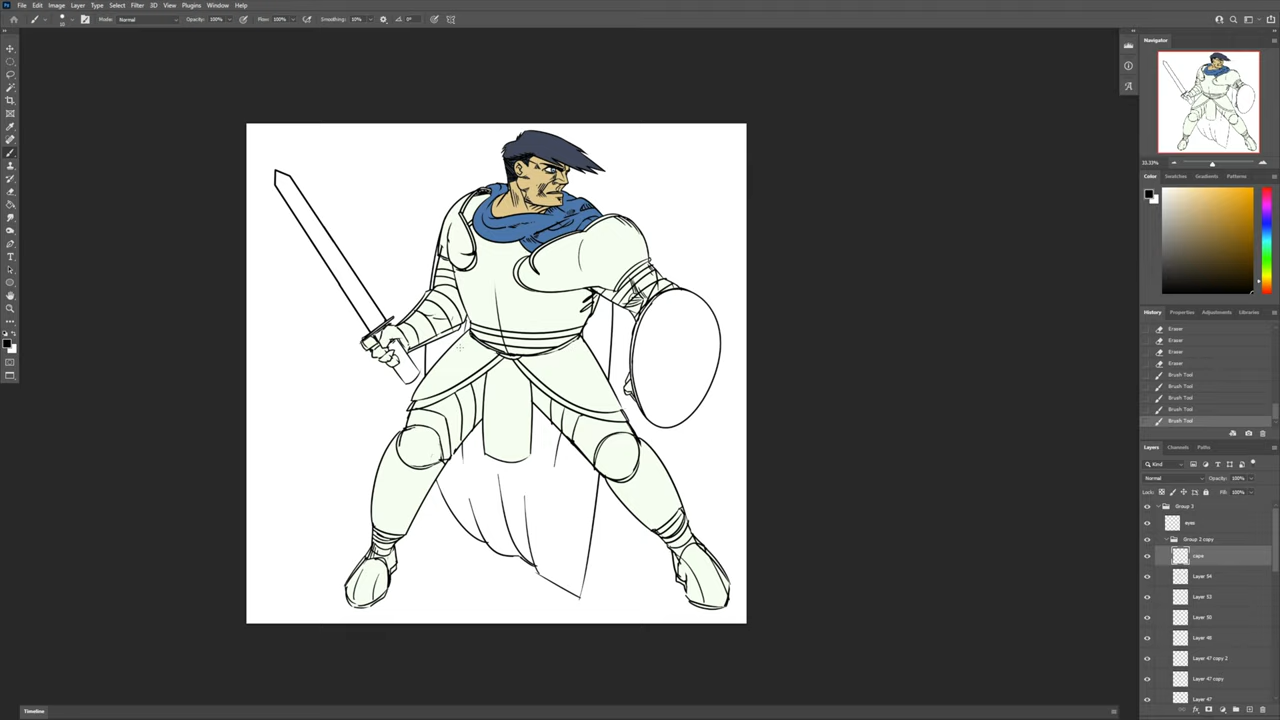 File Edit Image Layer Type Select Filter 3D View Plugins Window Help
Mode: Normal Opacity: 100% Flow: 100% Smoothing: 10% 0°
10
Navigator
33.33%
Color Swatches Gradients Patterns
History Properties Adjustments Libraries
Eraser
Eraser
Eraser
Eraser
Brush Tool
Brush Tool
Brush Tool
Brush Tool
Brush Tool
Layers Channels Paths
Kind
Normal Opacity: 100%
Lock: Fill: 100%
Group 3
eyes
Group 2 copy
cape
Layer 54
Layer 53
Layer 50
Layer 48
Layer 47 copy 2
Layer 47 copy
Layer 47
Timeline